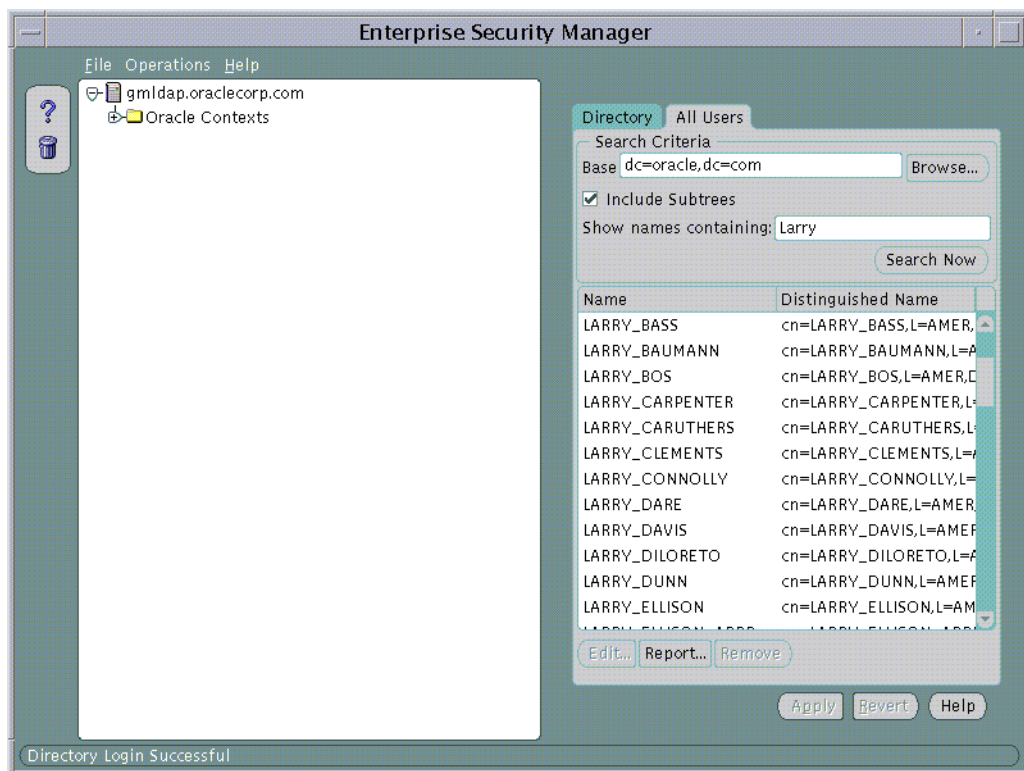 Enterprise Security Manager
File Operations Help
gmldap.oraclecorp.com
Oracle Contexts
Directory All Users
Search Criteria
Base dc=oracle,dc=com Browse...
Include Subtrees
Show names containing: Larry
Search Now
Name Distinguished Name
LARRY_BASS cn=LARRY_BASS,L=AMER,
LARRY_BAUMANN cn=LARRY_BAUMANN,L=A
LARRY_BOS cn=LARRY_BOS,L=AMER,D
LARRY_CARPENTER cn=LARRY_CARPENTER,L=
LARRY_CARUTHERS cn=LARRY_CARUTHERS,L=
LARRY_CLEMENTS cn=LARRY_CLEMENTS,L=A
LARRY_CONNOLLY cn=LARRY_CONNOLLY,L=
LARRY_DARE cn=LARRY_DARE,L=AMER,
LARRY_DAVIS cn=LARRY_DAVIS,L=AMER
LARRY_DILORETO cn=LARRY_DILORETO,L=A
LARRY_DUNN cn=LARRY_DUNN,L=AMER
LARRY_ELLISON cn=LARRY_ELLISON,L=AM
Edit... Report... Remove
Apply Revert Help
Directory Login Successful